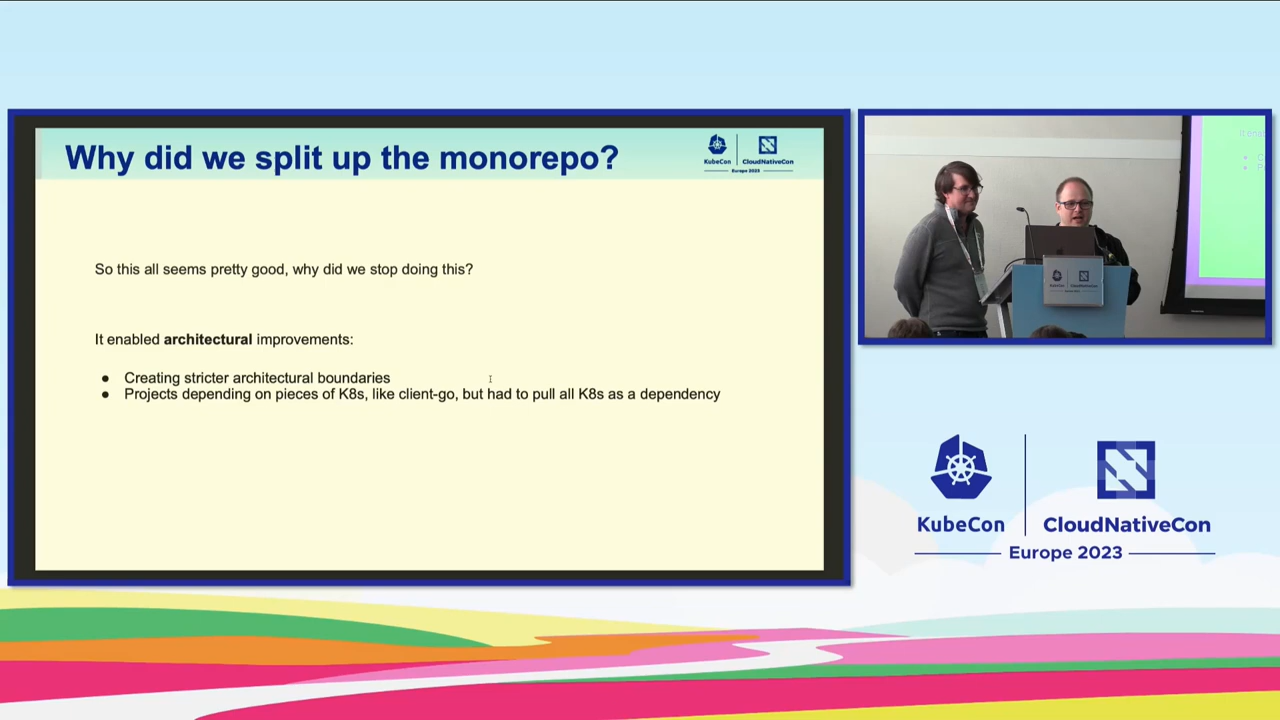 Why did we split up the monorepo?
KubeCon
CloudNativeCon
Europe 2023
So this all seems pretty good, why did we stop doing this?
It enabled architectural improvements:
● Creating stricter architectural boundaries
● Projects depending on pieces of K8s, like client-go, but had to pull all K8s as a dependency
KubeCon
CloudNativeCon
Europe 2023